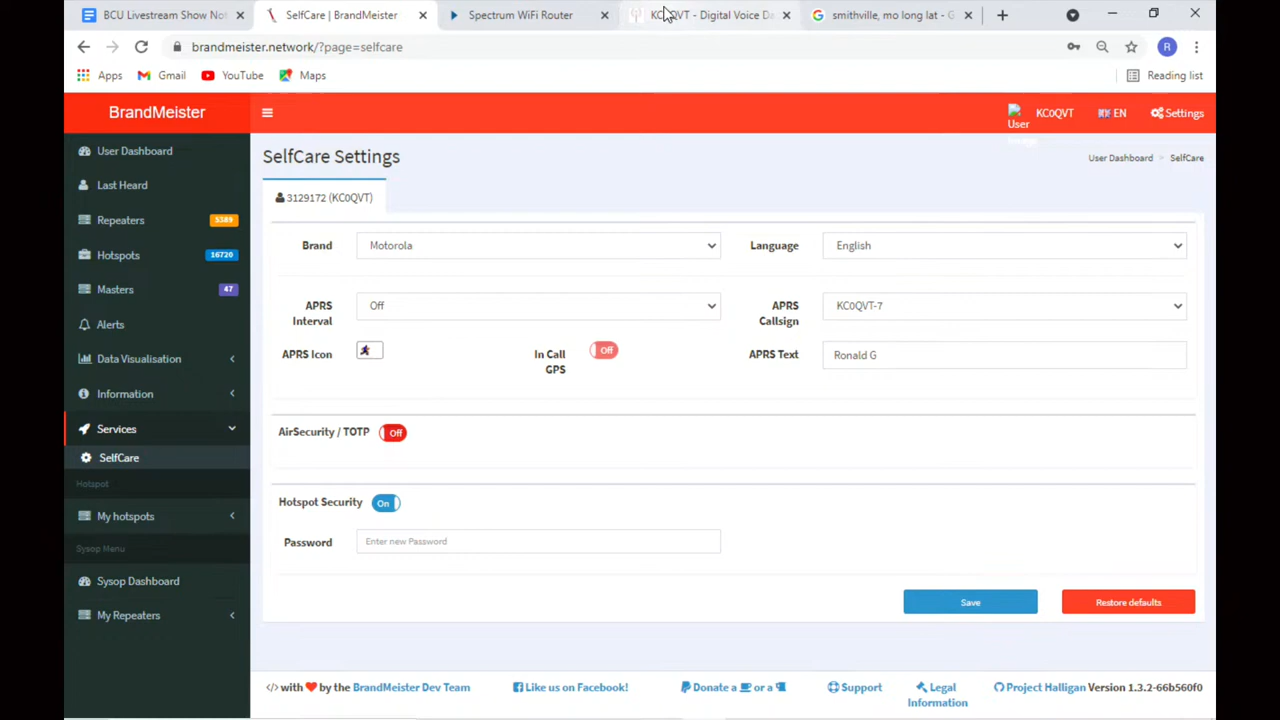 BCU Livestream Show Not
SelfCare | BrandMeister
Spectrum WiFi Router
KC0QVT - Digital Voice Da
smithville, mo long lat - G
brandmeister.network/?page=selfcare
R
Apps
Gmail
YouTube
Maps
Reading list
BrandMeister
User
KC0QVT
EN
Settings
User Dashboard
Last Heard
Repeaters 5389
Hotspots 16720
Masters 47
Alerts
Data Visualisation
Information
Services
SelfCare
Hotspot
My hotspots
Sysop Menu
Sysop Dashboard
My Repeaters
SelfCare Settings
User Dashboard > SelfCare
3129172 (KC0QVT)
Brand Motorola Language English
APRS Interval Off APRS Callsign KC0QVT-7
APRS Icon In Call GPS Off APRS Text Ronald G
AirSecurity / TOTP Off
Hotspot Security On
Password Enter new Password
Save Restore defaults
</> with ❤ by the BrandMeister Dev Team
Like us on Facebook!
Donate a or a
Support
Legal Information
Project Halligan Version 1.3.2-66b560f0